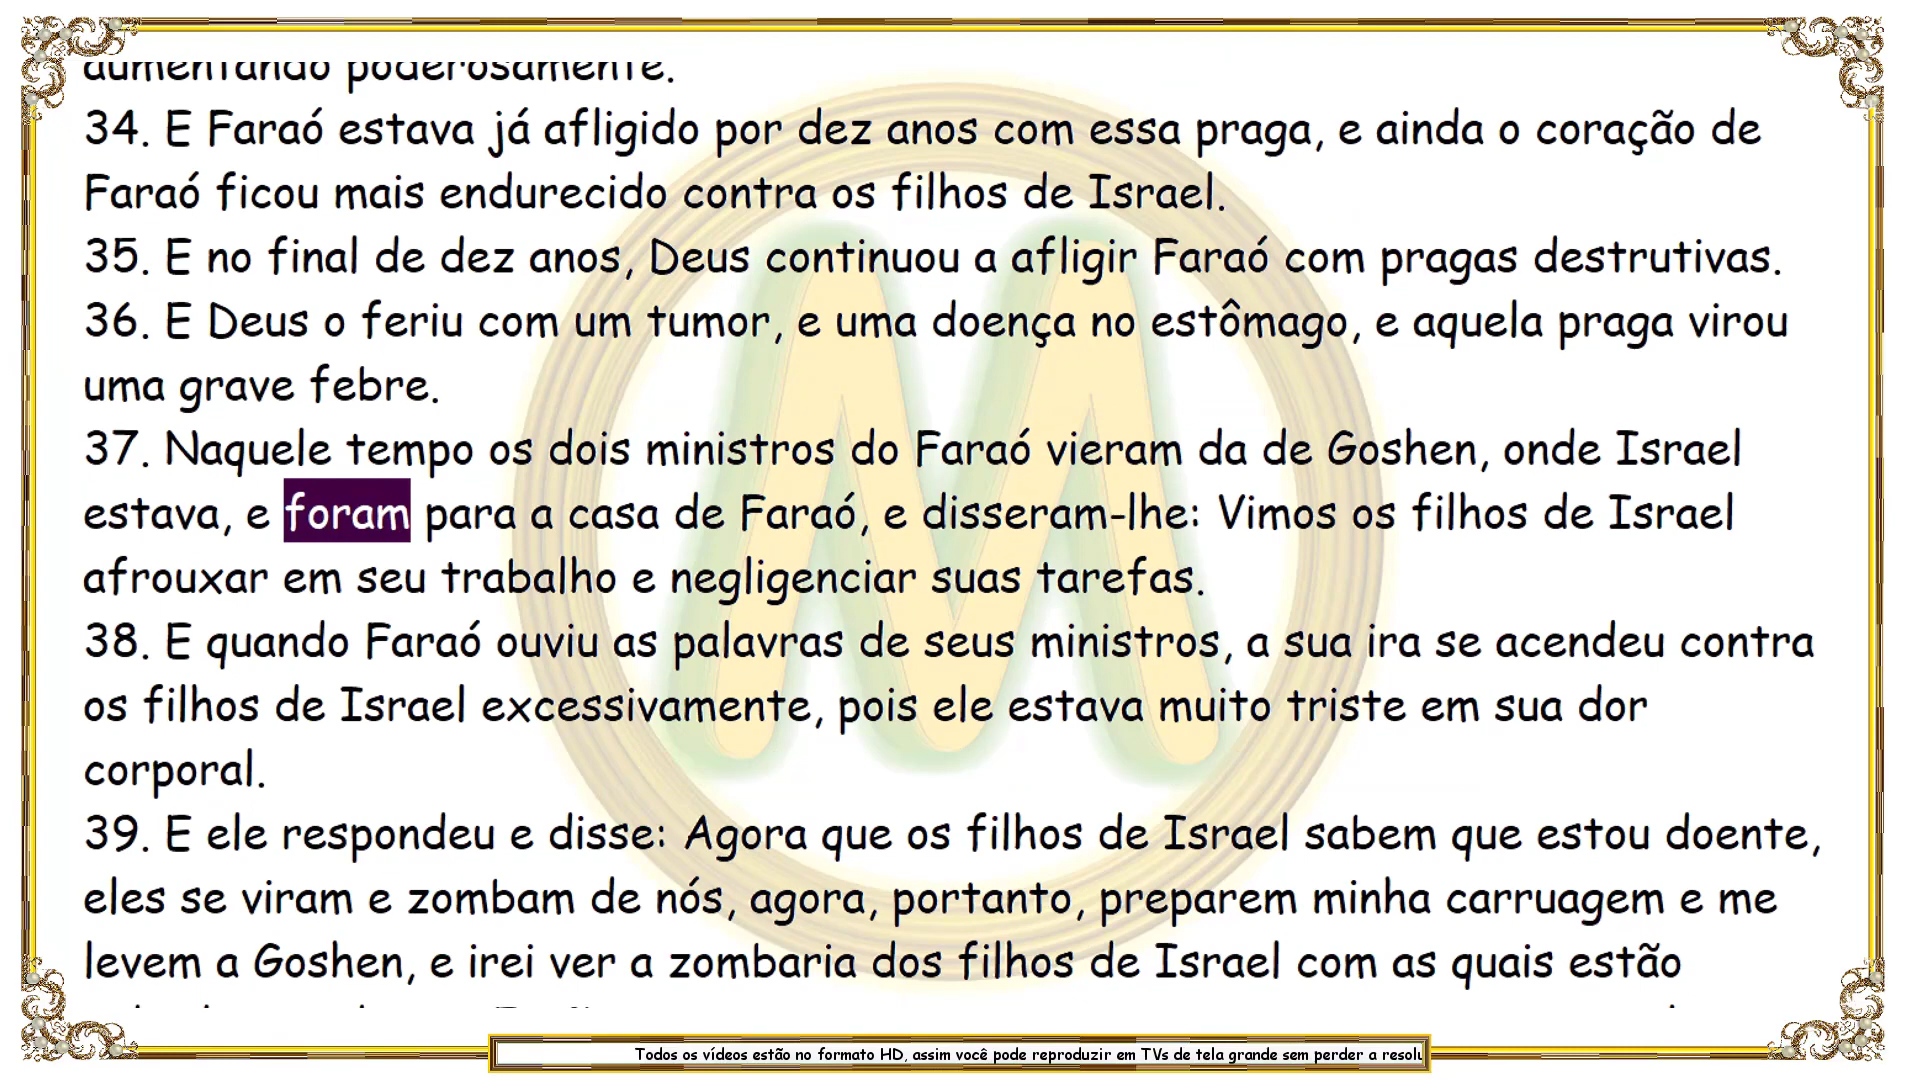 aumentando poderosamente.
34. E Faraó estava já afligido por dez anos com essa praga, e ainda o coração de
Faraó ficou mais endurecido contra os filhos de Israel.
35. E no final de dez anos, Deus continuou a afligir Faraó com pragas destrutivas.
36. E Deus o feriu com um tumor, e uma doença no estômago, e aquela praga virou
uma grave febre.
37. Naquele tempo os dois ministros do Faraó vieram da de Goshen, onde Israel
estava, e foram para a casa de Faraó, e disseram-lhe: Vimos os filhos de Israel
afrouxar em seu trabalho e negligenciar suas tarefas.
38. E quando Faraó ouviu as palavras de seus ministros, a sua ira se acendeu contra
os filhos de Israel excessivamente, pois ele estava muito triste em sua dor
corporal.
39. E ele respondeu e disse: Agora que os filhos de Israel sabem que estou doente,
eles se viram e zombam de nós, agora, portanto, preparem minha carruagem e me
levem a Goshen, e irei ver a zombaria dos filhos de Israel com as quais estão
Todos os vídeos estão no formato HD, assim você pode reproduzir em TVs de tela grande sem perder a resolu